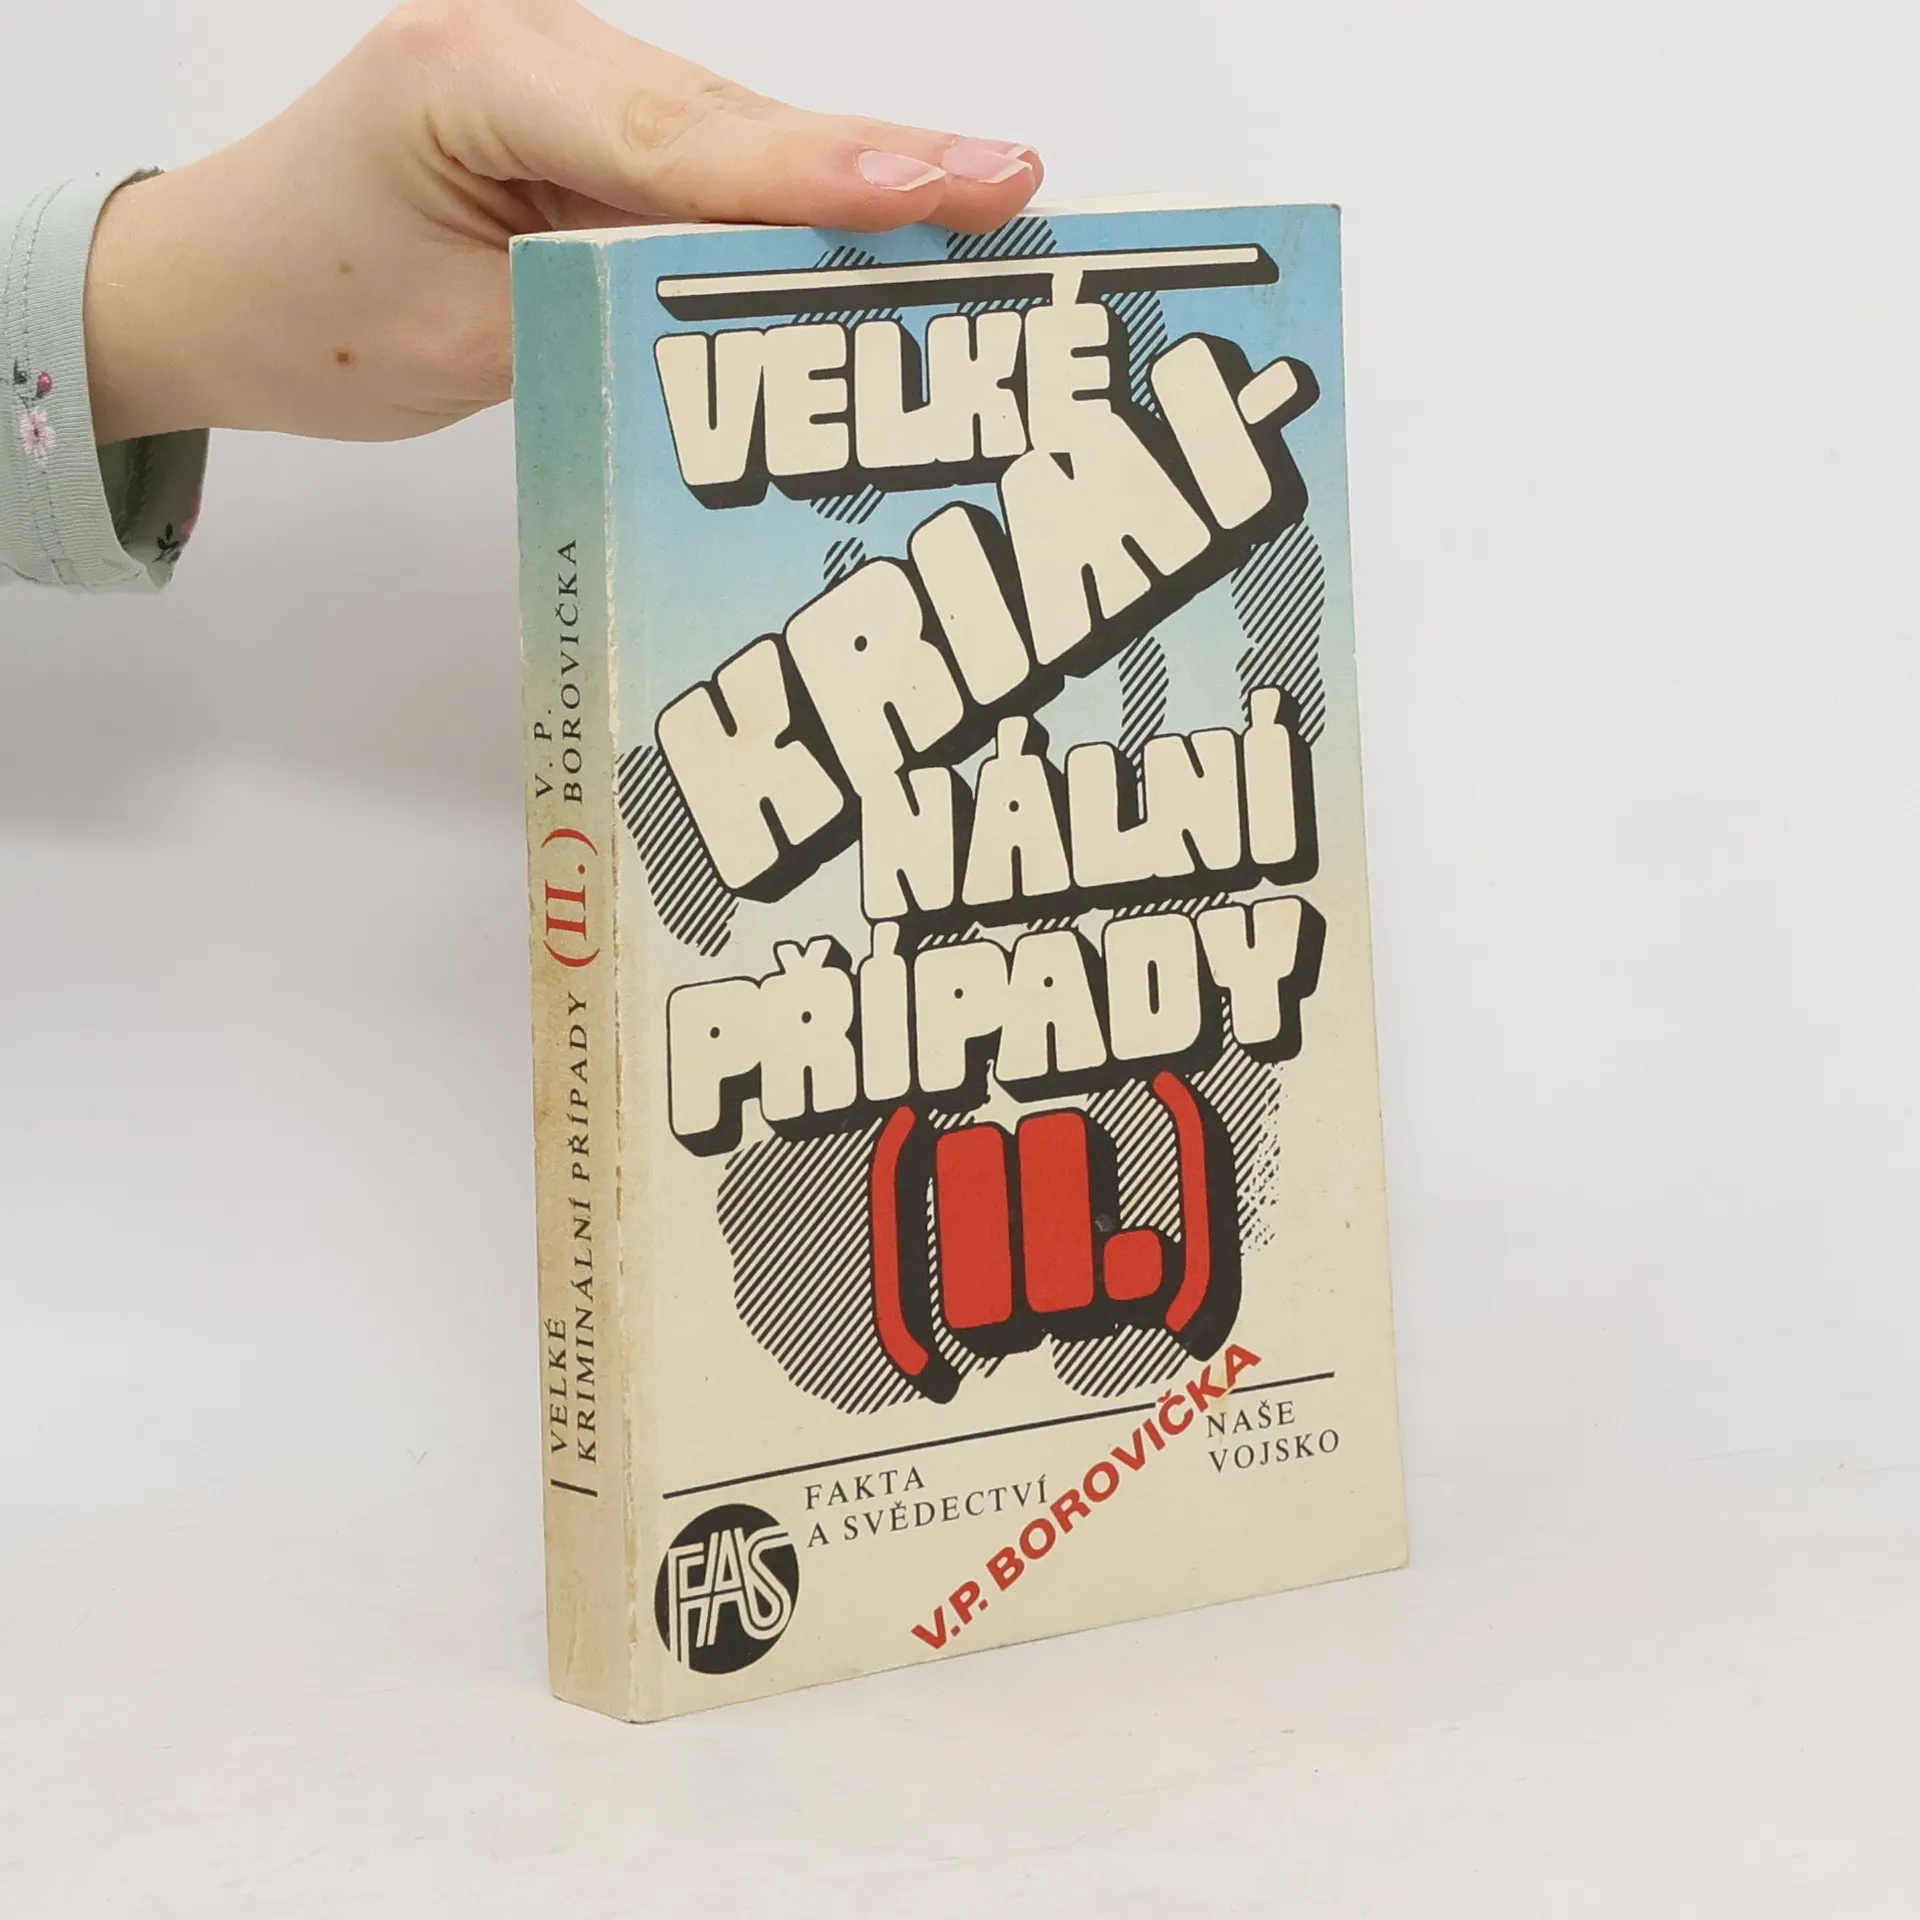 VELKÉ
KRIMI-
NÁLNÍ
PŘÍPADY
(II.)
V.P. BOROVIČKA
FAKTA
A SVĚDECTVÍ
NAŠE
VOJSKO
FAS
VELKÉ
KRIMINÁLNÍ PŘÍPADY
(II.)
V. P.
BOROVIČKA